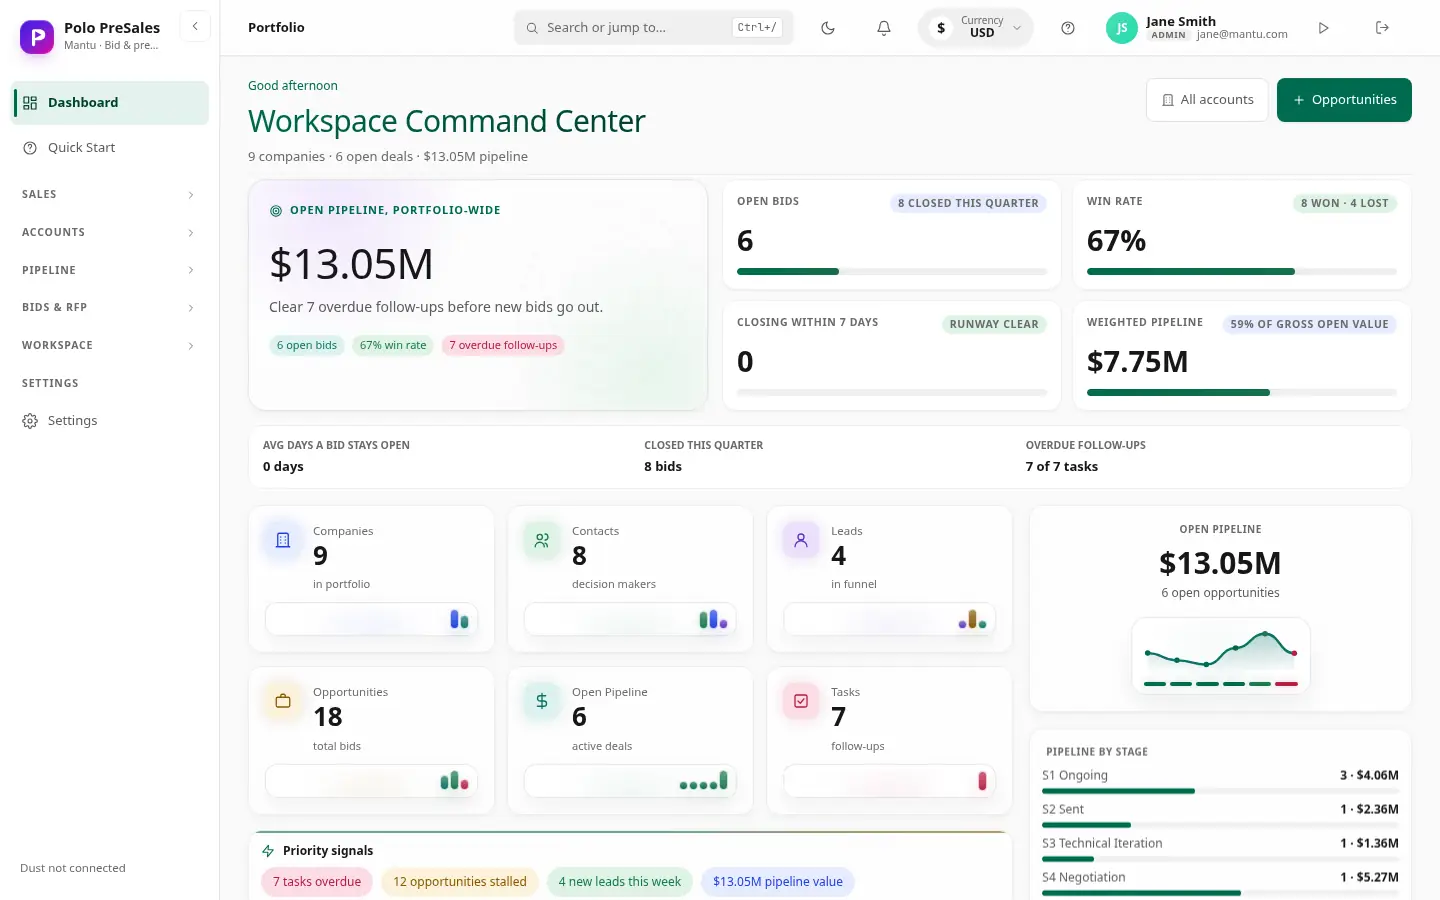 Polo PreSales
Mantu · Bid & pre...
Dashboard
Quick Start
SALES
ACCOUNTS
PIPELINE
BIDS & RFP
WORKSPACE
SETTINGS
Settings
Dust not connected
Portfolio
Search or jump to...
Ctrl+/
$
Currency
USD
JS
Jane Smith
ADMIN jane@mantu.com
Good afternoon
Workspace Command Center
9 companies · 6 open deals · $13.05M pipeline
All accounts
+ Opportunities
OPEN PIPELINE, PORTFOLIO-WIDE
$13.05M
Clear 7 overdue follow-ups before new bids go out.
6 open bids
67% win rate
7 overdue follow-ups
OPEN BIDS
8 CLOSED THIS QUARTER
6
WIN RATE
8 WON · 4 LOST
67%
CLOSING WITHIN 7 DAYS
RUNWAY CLEAR
0
WEIGHTED PIPELINE
59% OF GROSS OPEN VALUE
$7.75M
AVG DAYS A BID STAYS OPEN
0 days
CLOSED THIS QUARTER
8 bids
OVERDUE FOLLOW-UPS
7 of 7 tasks
Companies
9
in portfolio
Contacts
8
decision makers
Leads
4
in funnel
Opportunities
18
total bids
Open Pipeline
6
active deals
Tasks
7
follow-ups
OPEN PIPELINE
$13.05M
6 open opportunities
PIPELINE BY STAGE
S1 Ongoing 3 · $4.06M
S2 Sent 1 · $2.36M
S3 Technical Iteration 1 · $1.36M
S4 Negotiation 1 · $5.27M
Priority signals
7 tasks overdue
12 opportunities stalled
4 new leads this week
$13.05M pipeline value